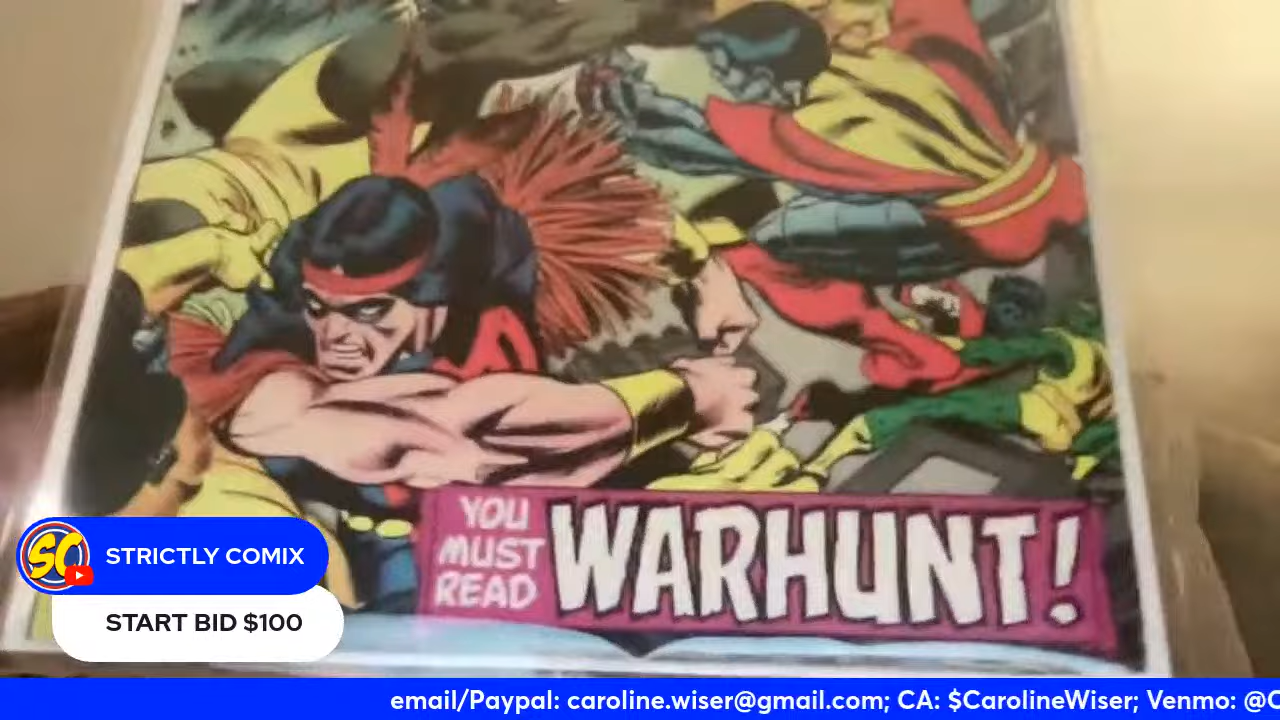 YOU
MUST
READ
WARHUNT!
SC
STRICTLY COMIX
START BID $100
email/Paypal: caroline.wiser@gmail.com; CA: $CarolineWiser; Venmo: @C